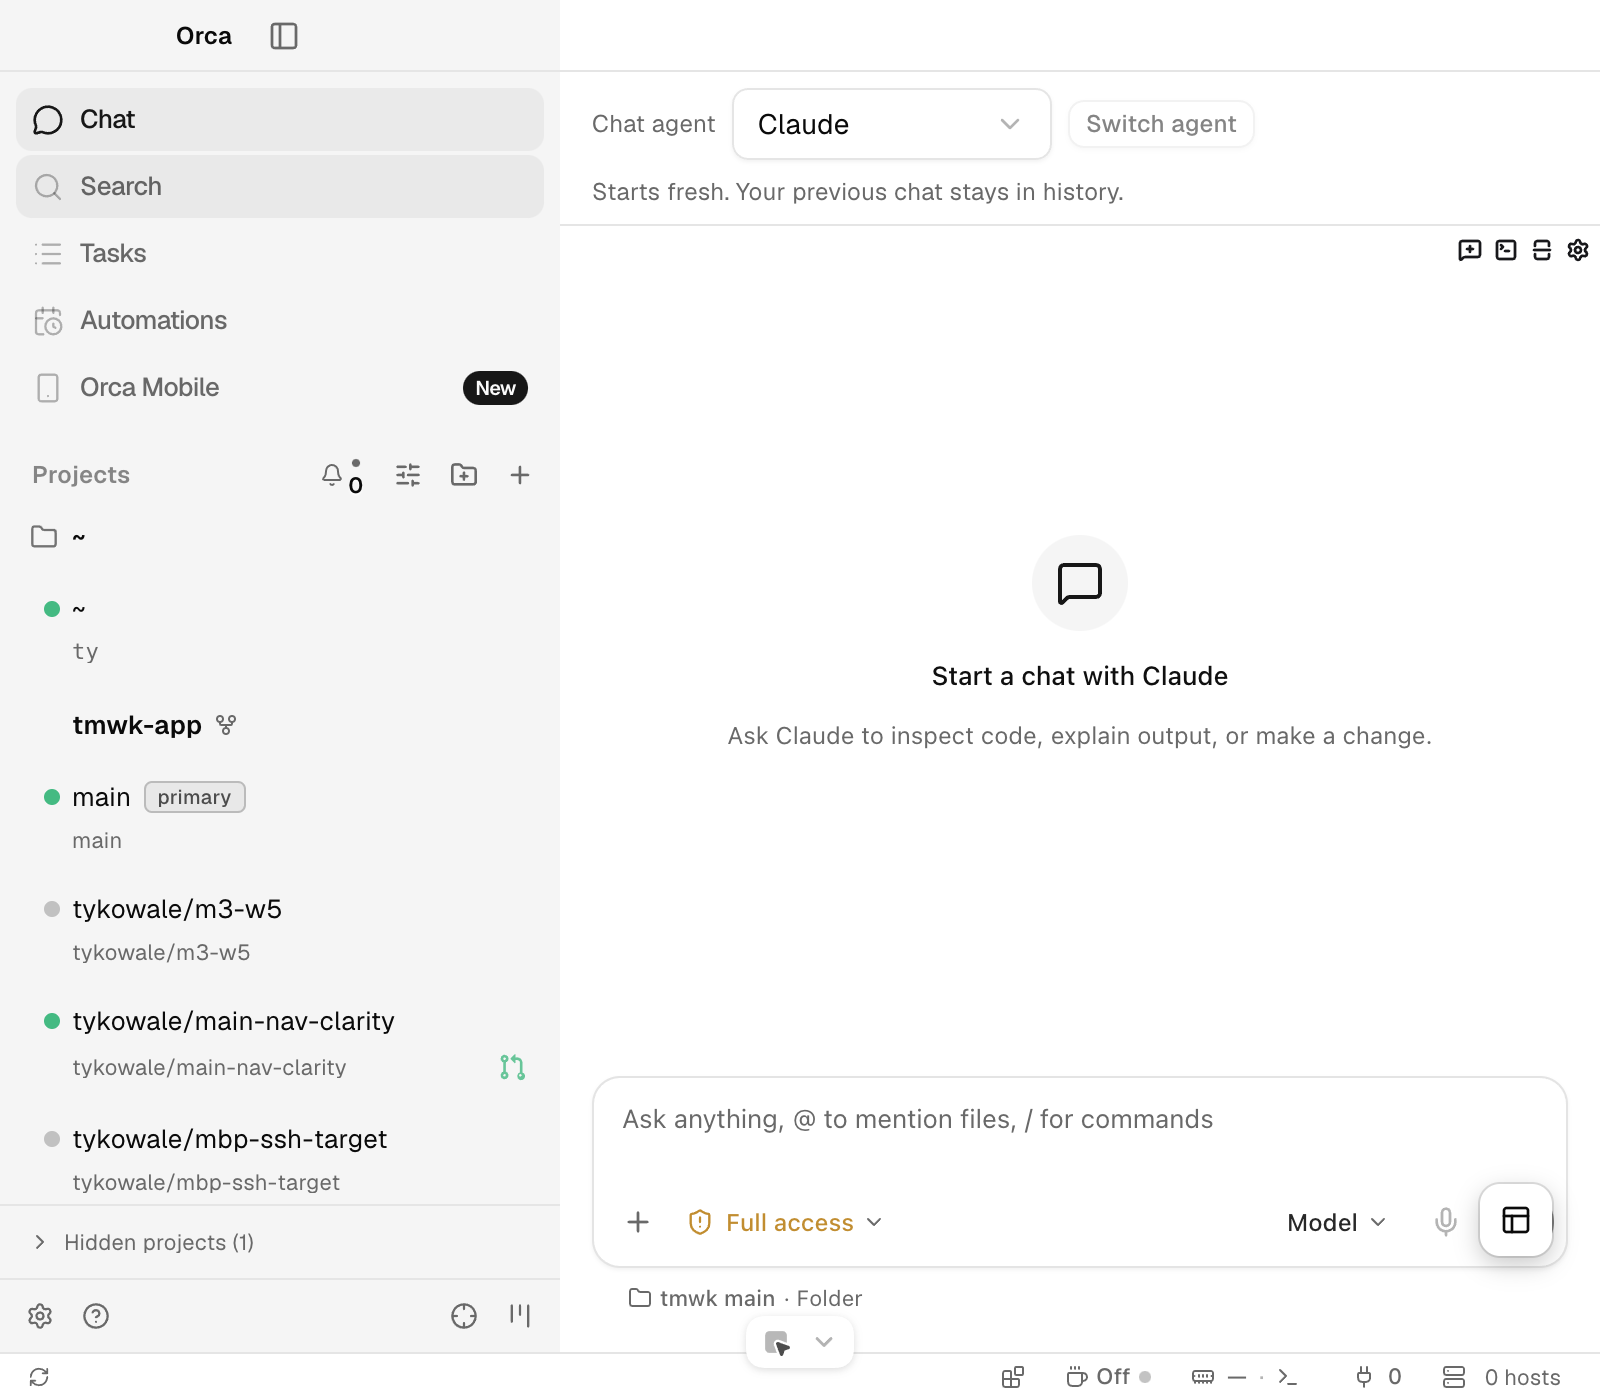 Orca
Chat
Search
Tasks
Automations
Orca Mobile
New
Projects
0
~
~
ty
tmwk-app
main primary
main
tykowale/m3-w5
tykowale/m3-w5
tykowale/main-nav-clarity
tykowale/main-nav-clarity
tykowale/mbp-ssh-target
tykowale/mbp-ssh-target
Hidden projects (1)
Chat agent
Claude
Switch agent
Starts fresh. Your previous chat stays in history.
Start a chat with Claude
Ask Claude to inspect code, explain output, or make a change.
Ask anything, @ to mention files, / for commands
Full access
Model
tmwk main · Folder
Off — · 0 0 hosts